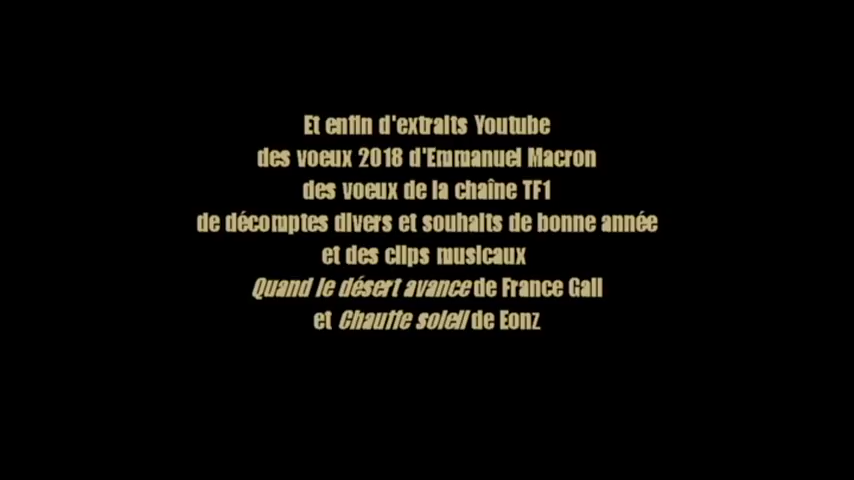 Et enfin d'extraits Youtube
des voeux 2018 d'Emmanuel Macron
des voeux de la chaîne TF1
de décomptes divers et souhaits de bonne année
et des clips musicaux
Quand le désert avance de France Gall
et Chauffe soleil de Eonz